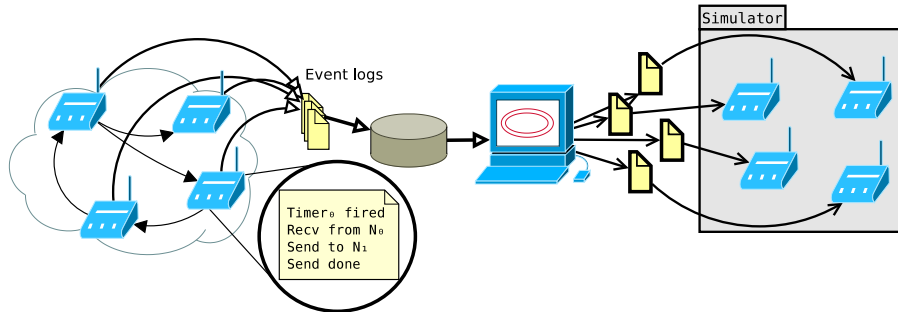 Simulator
Event logs
Timer₀ fired
Recv from N₀
Send to N₁
Send done